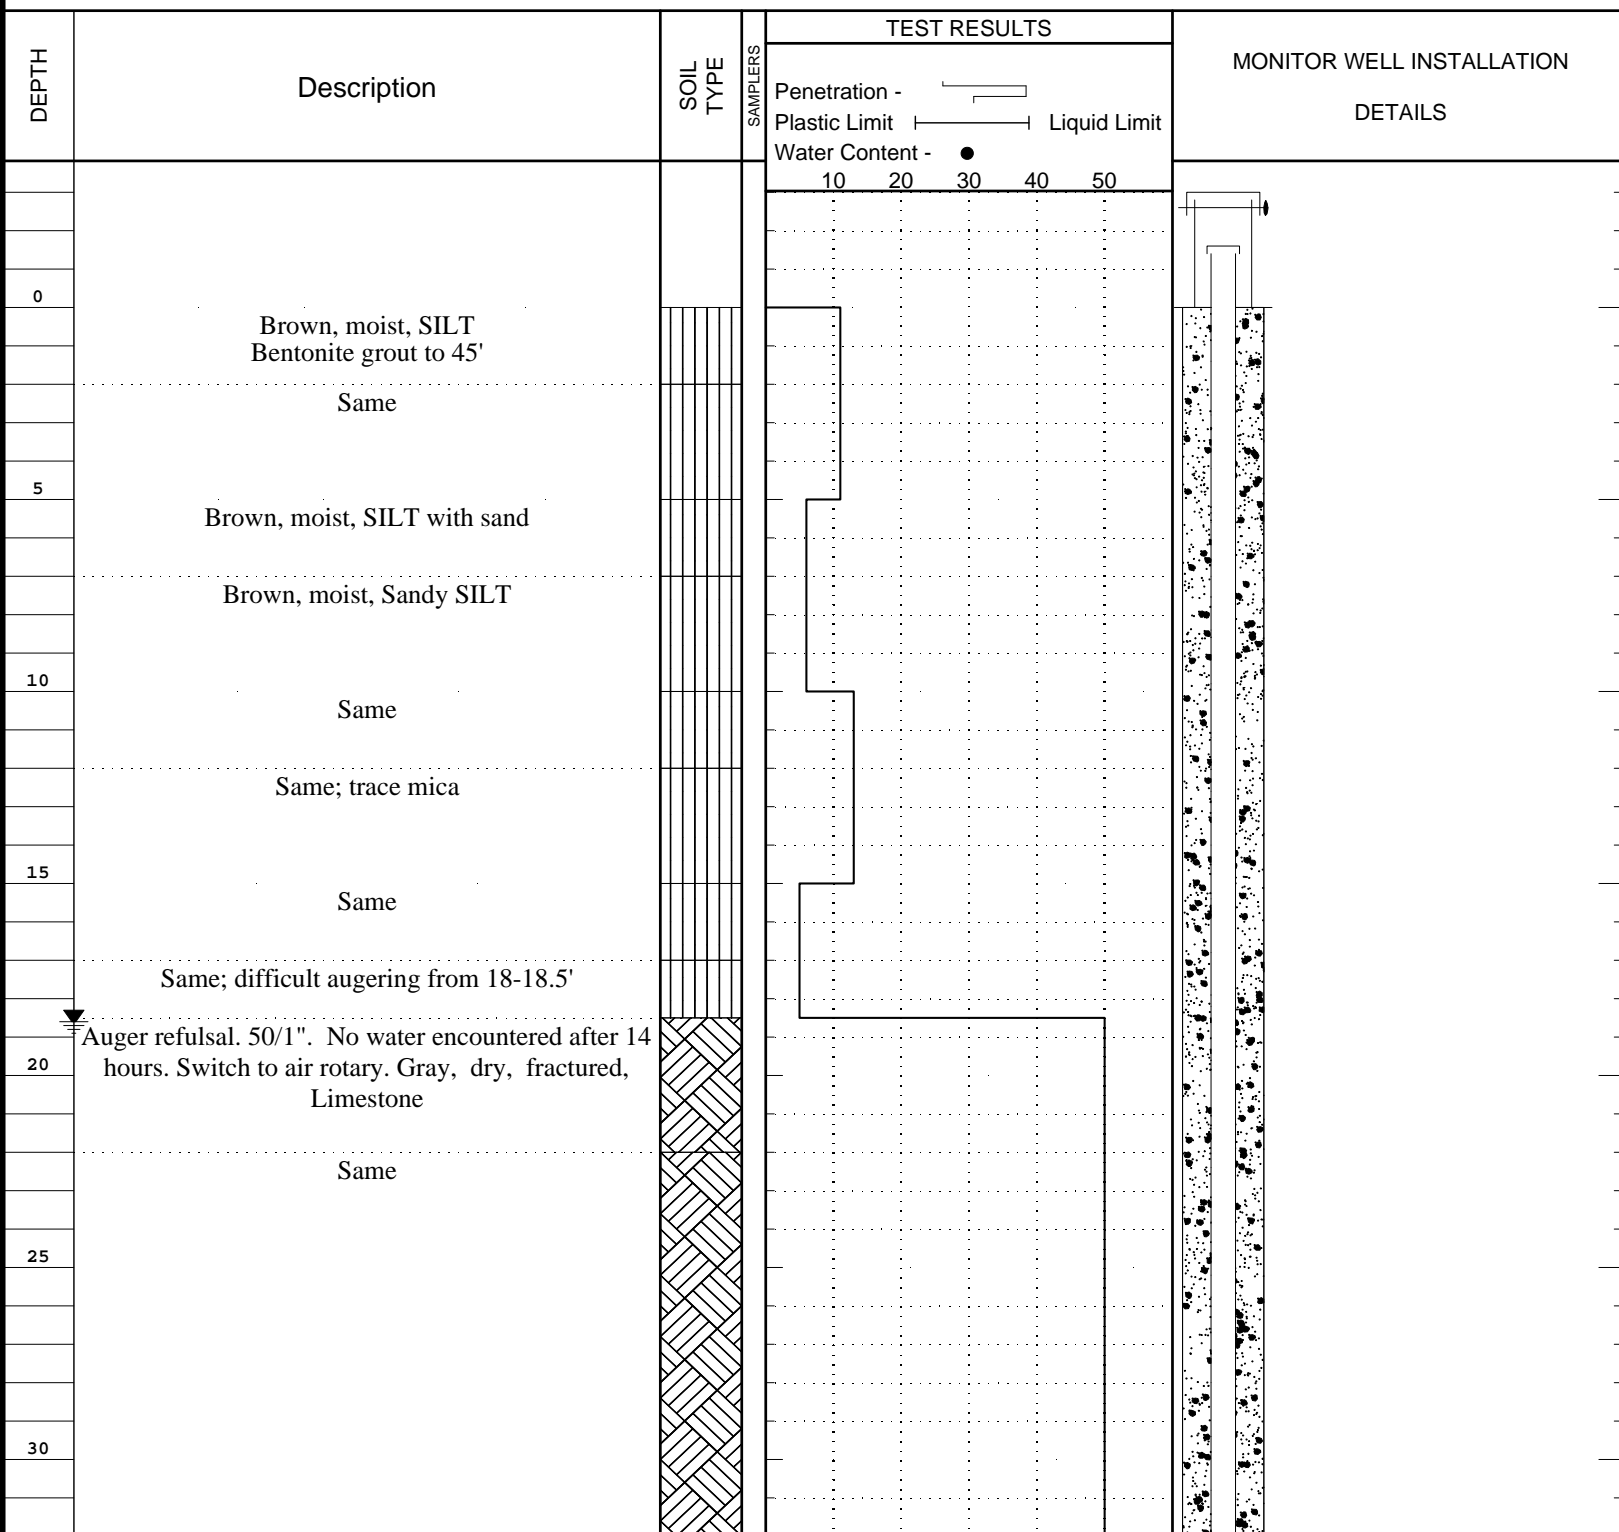 DEPTH
Description
SOIL
TYPE
SAMPLERS
TEST RESULTS
Penetration -
Plastic Limit Liquid Limit
Water Content -
10 20 30 40 50
MONITOR WELL INSTALLATION
DETAILS
0
Brown, moist, SILT
Bentonite grout to 45'
Same
5
Brown, moist, SILT with sand
Brown, moist, Sandy SILT
10
Same
Same; trace mica
15
Same
Same; difficult augering from 18-18.5'
Auger refulsal. 50/1". No water encountered after 14
20
hours. Switch to air rotary. Gray, dry, fractured,
Limestone
Same
25
30